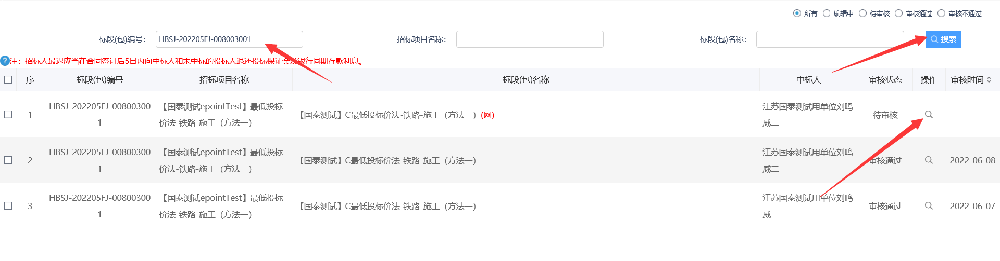 所有 编辑中 待审核 审核通过 审核不通过
标段(包)编号： HBSJ-202205FJ-008003001 招标项目名称： 标段(包)名称： 搜索
?注：招标人最迟应当在合同签订后5日内向中标人和未中标的投标人退还投标保证金及银行同期存款利息。
序 标段(包)编号 招标项目名称 标段(包)名称 中标人 审核状态 操作 审核时间
HBSJ-202205FJ-00800300 【国泰测试epointTest】最低投标 江苏国泰测试用单位刘鸣
1 【国泰测试】C最低投标价法-铁路-施工（方法一）(网) 待审核
1 价法-铁路-施工（方法一） 威二
HBSJ-202205FJ-00800300 【国泰测试epointTest】最低投标 江苏国泰测试用单位刘鸣
2 【国泰测试】C最低投标价法-铁路-施工（方法一） 审核通过 2022-06-08
1 价法-铁路-施工（方法一） 威二
HBSJ-202205FJ-00800300 【国泰测试epointTest】最低投标 江苏国泰测试用单位刘鸣
3 【国泰测试】C最低投标价法-铁路-施工（方法一） 审核通过 2022-06-07
1 价法-铁路-施工（方法一） 威二